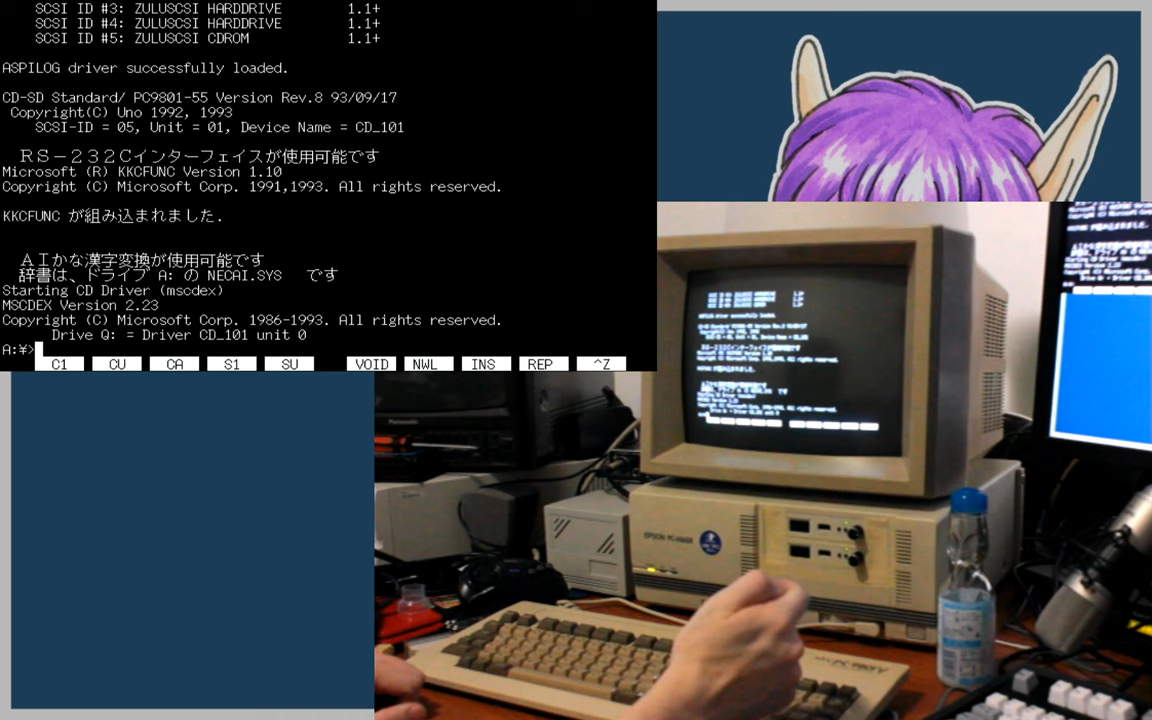 SCSI ID #3: ZULUSCSI HARDDRIVE 1.1+
SCSI ID #4: ZULUSCSI HARDDRIVE 1.1+
SCSI ID #5: ZULUSCSI CDROM 1.1+
ASPILOG driver successfully loaded.
CD-SD Standard/ PC9801-55 Version Rev.8 93/09/17
Copyright(C) Uno 1992, 1993
SCSI-ID = 05, Unit = 01, Device Name = CD_101
RS-232Cインターフェイスが使用可能です
Microsoft (R) KKCFUNC Version 1.10
Copyright (C) Microsoft Corp. 1991,1993. All rights reserved.
KKCFUNC が組み込まれました.
AIかな漢字変換が使用可能です
辞書は、ドライブ A: の NECAI.SYS です
Starting CD Driver (mscdex)
MSCDEX Version 2.23
Copyright (C) Microsoft Corp. 1986-1993. All rights reserved.
Drive Q: = Driver CD_101 unit 0
A:¥>
C1 CU CA S1 SU VOID NWL INS REP ^Z
Panasonic
EPSON